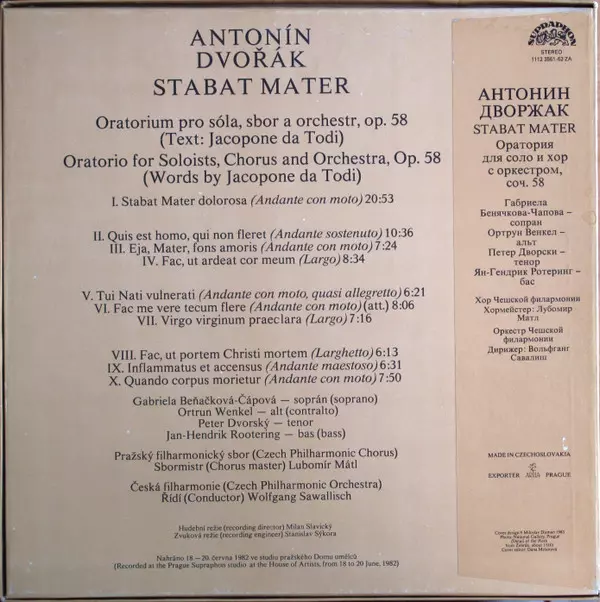 ANTONÍN
DVOŘÁK
STABAT MATER
Oratorium pro sóla, sbor a orchestr, op. 58
(Text: Jacopone da Todi)
Oratorio for Soloists, Chorus and Orchestra, Op. 58
(Words by Jacopone da Todi)
I. Stabat Mater dolorosa (Andante con moto) 20:53
II. Quis est homo, qui non fleret (Andante sostenuto) 10:36
III. Eja, Mater, fons amoris (Andante con moto) 7:24
IV. Fac, ut ardeat cor meum (Largo) 8:34
V. Tui Nati vulnerati (Andante con moto, quasi allegretto) 6:21
VI. Fac me vere tecum flere (Andante con moto) (att.) 8:06
VII. Virgo virginum praeclara (Largo) 7:16
VIII. Fac, ut portem Christi mortem (Larghetto) 6:13
IX. Inflammatus et accensus (Andante maestoso) 6:31
X. Quando corpus morietur (Andante con moto) 7:50
Gabriela Beňačková-Čápová — soprán (soprano)
Ortrun Wenkel — alt (contralto)
Peter Dvorský — tenor
Jan-Hendrik Rootering — bas (bass)
Pražský filharmonický sbor (Czech Philharmonic Chorus)
Sbormistr (Chorus master) Lubomír Mátl
Česká filharmonie (Czech Philharmonic Orchestra)
Řídí (Conductor) Wolfgang Sawallisch
Hudební režie (recording director) Milan Slavický
Zvuková režie (recording engineer) Stanislav Sýkora
Nahráno 18 — 20. června 1982 ve studiu pražského Domu umělců
(Recorded at the Prague Supraphon studio at the House of Artists, from 18 to 20 June, 1982)
SUPRAPHON
STEREO
1112 3561-62 ZA
АНТОНИН
ДВОРЖАК
STABAT MATER
Оратория
для соло и хор
с оркестром,
соч. 58
Габриела
Бенячкова-Чапова –
сопран
Ортрун Венкел –
альт
Петер Дворски –
тенор
Ян-Гендрик Ротеринг –
бас
Хор Чешской филармонии
Хормейстер: Лубомир
Матл
Оркестр Чешской
филармонии
Дирижер: Вольфганг
Саваллиш
MADE IN CZECHOSLOVAKIA
EXPORTER ARTIA PRAGUE